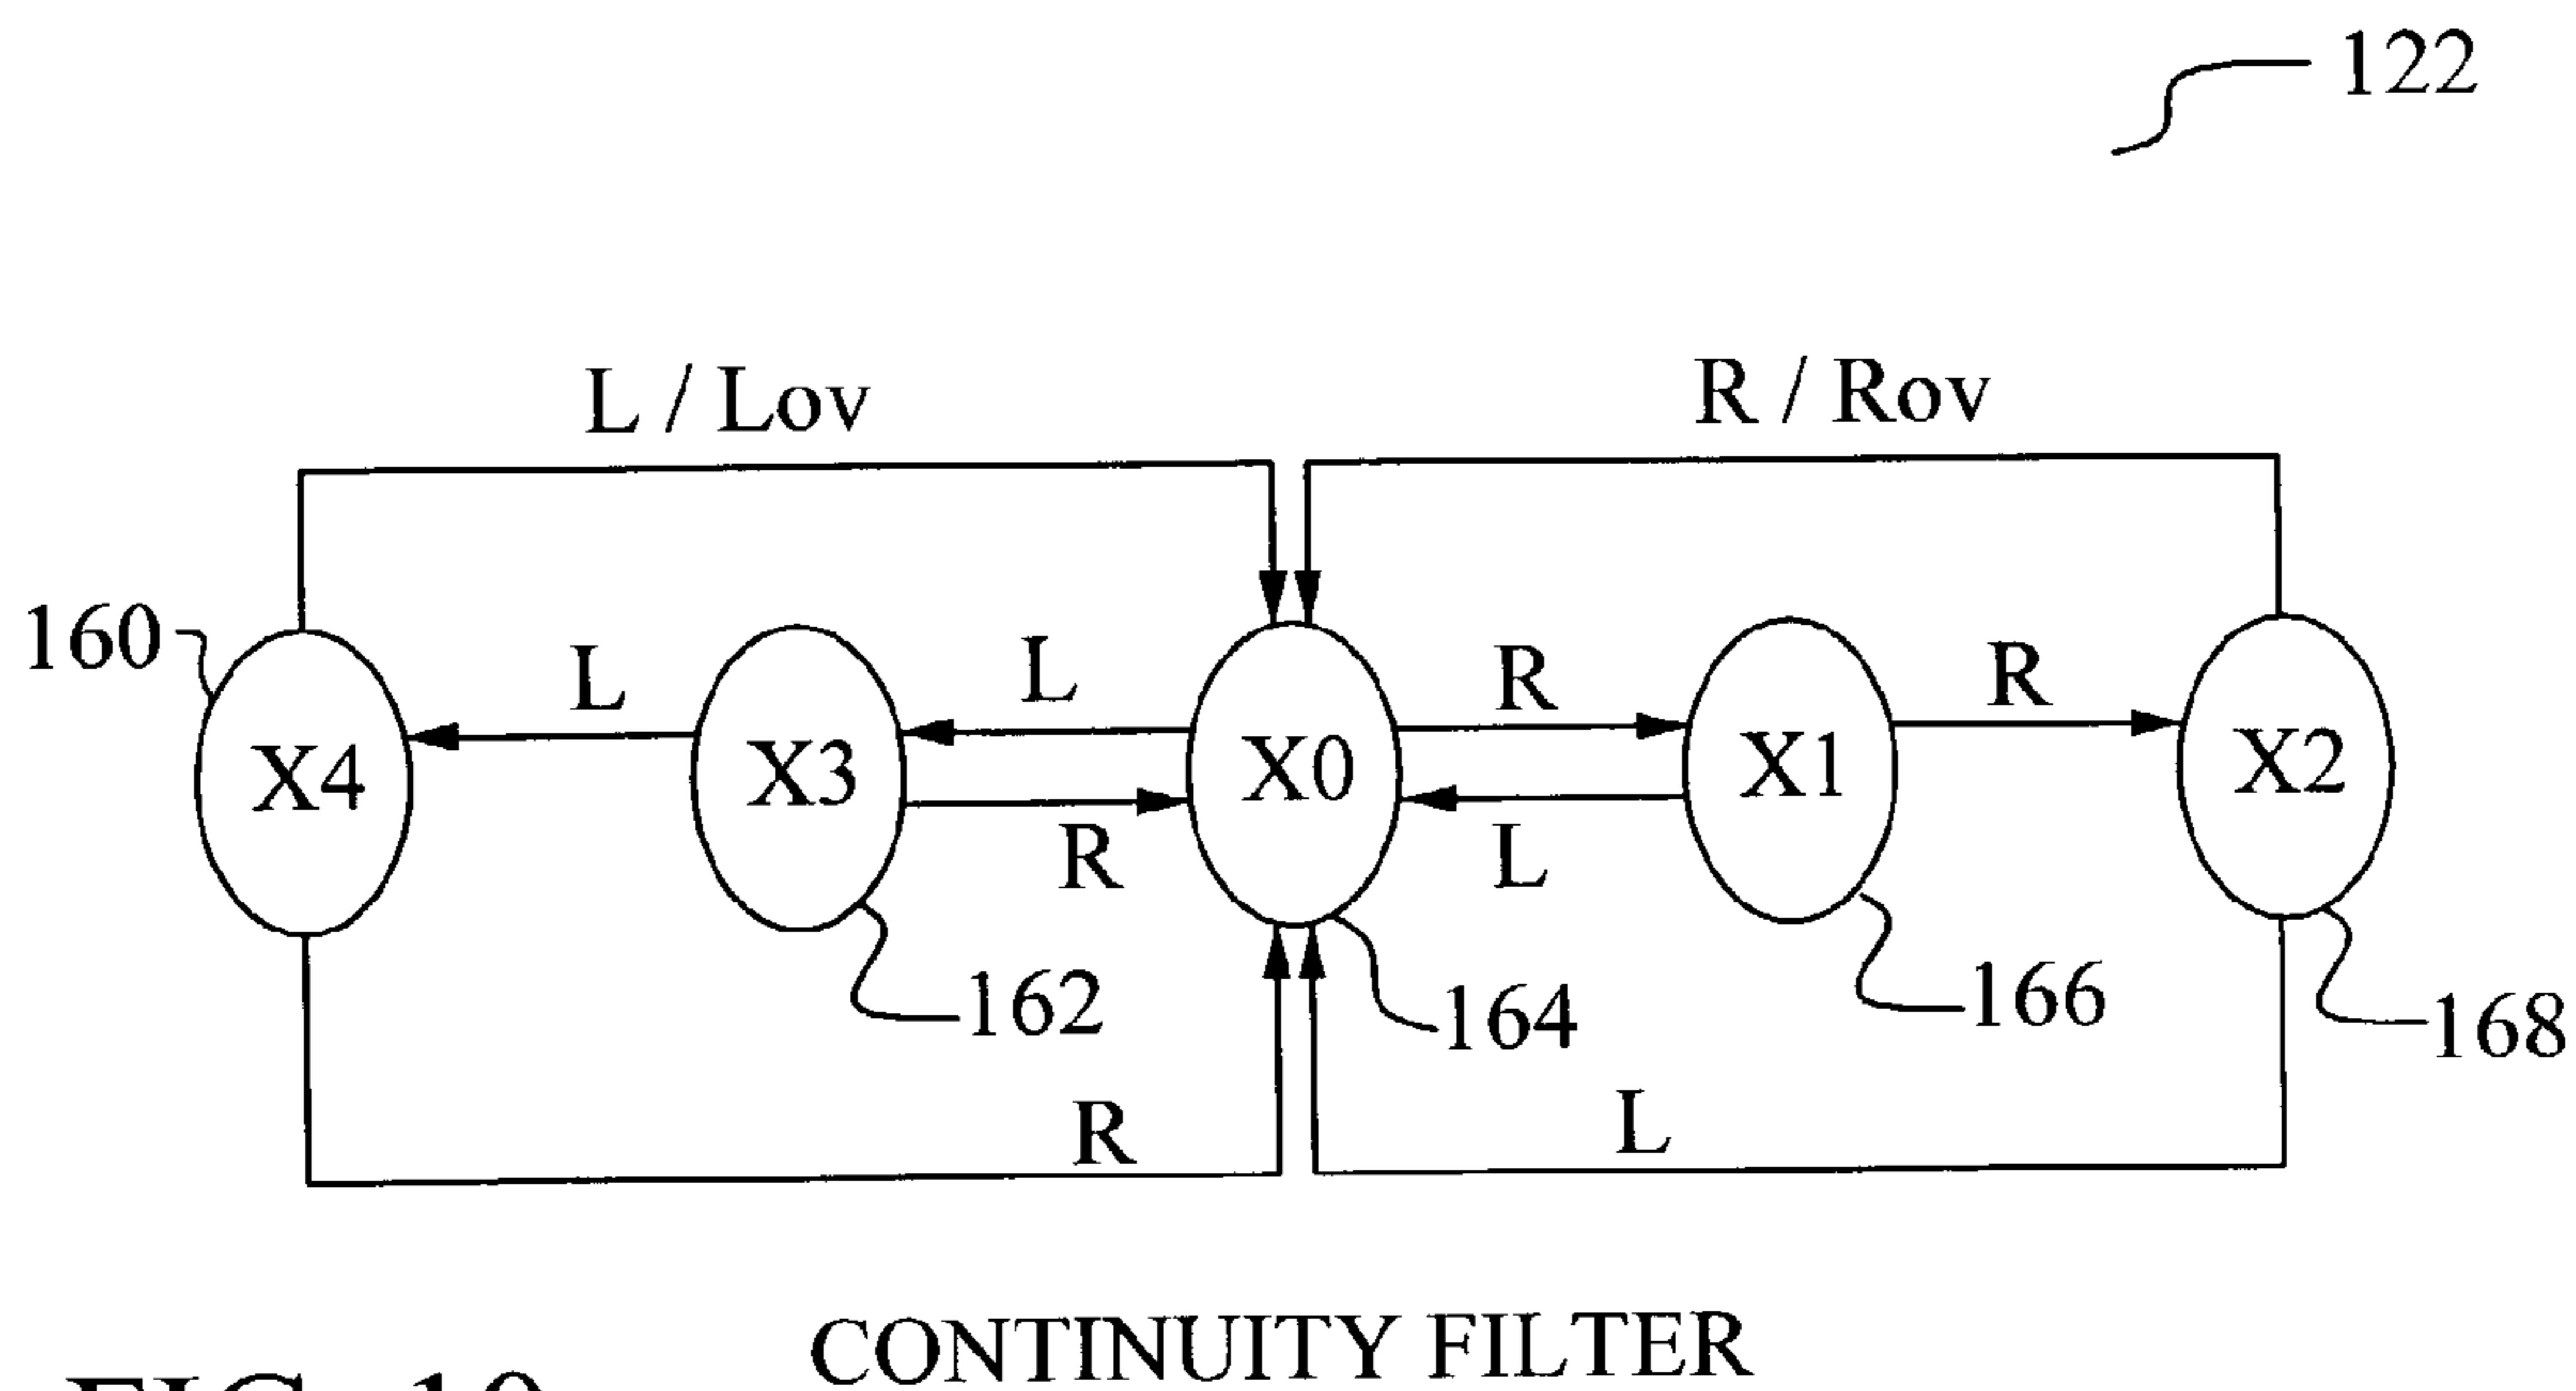 122
L / Lov
R / Rov
160
L
L
R
R
X4
X3
X0
X1
X2
R
L
162
164
166
168
R
L
CONTINUITY FILTER